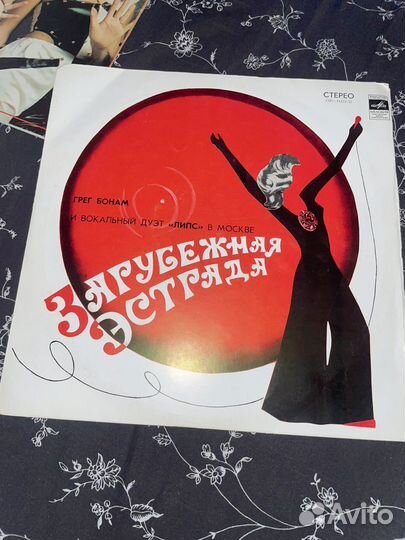 СТЕРЕО
ГРЕГ БОНАМ
И ВОКАЛЬНЫЙ ДУЭТ «ЛИПС» В МОСКВЕ
ЗАРУБЕЖНАЯ
ЭСТРАДА
Avito